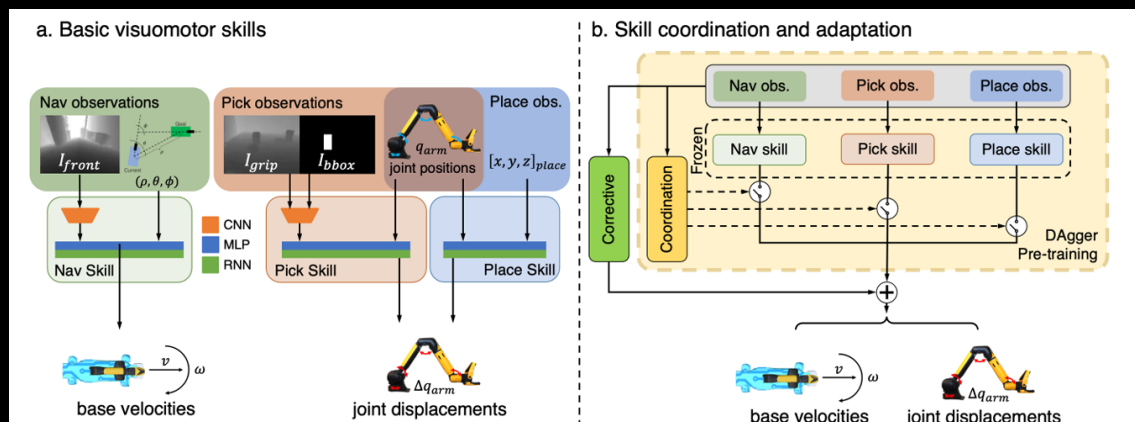 a. Basic visuomotor skills
Nav observations
I_front
Goal
Current
ρ
θ
ϕ
(ρ, θ, ϕ)
Pick observations
I_grip
I_bbox
q_arm
joint positions
Place obs.
[x, y, z]_place
CNN
MLP
RNN
Nav Skill
Pick Skill
Place Skill
v
ω
base velocities
Δq_arm
joint displacements
b. Skill coordination and adaptation
Nav obs.
Pick obs.
Place obs.
Frozen
Nav skill
Pick skill
Place skill
Corrective
Coordination
DAgger
Pre-training
+
v
ω
base velocities
Δq_arm
joint displacements